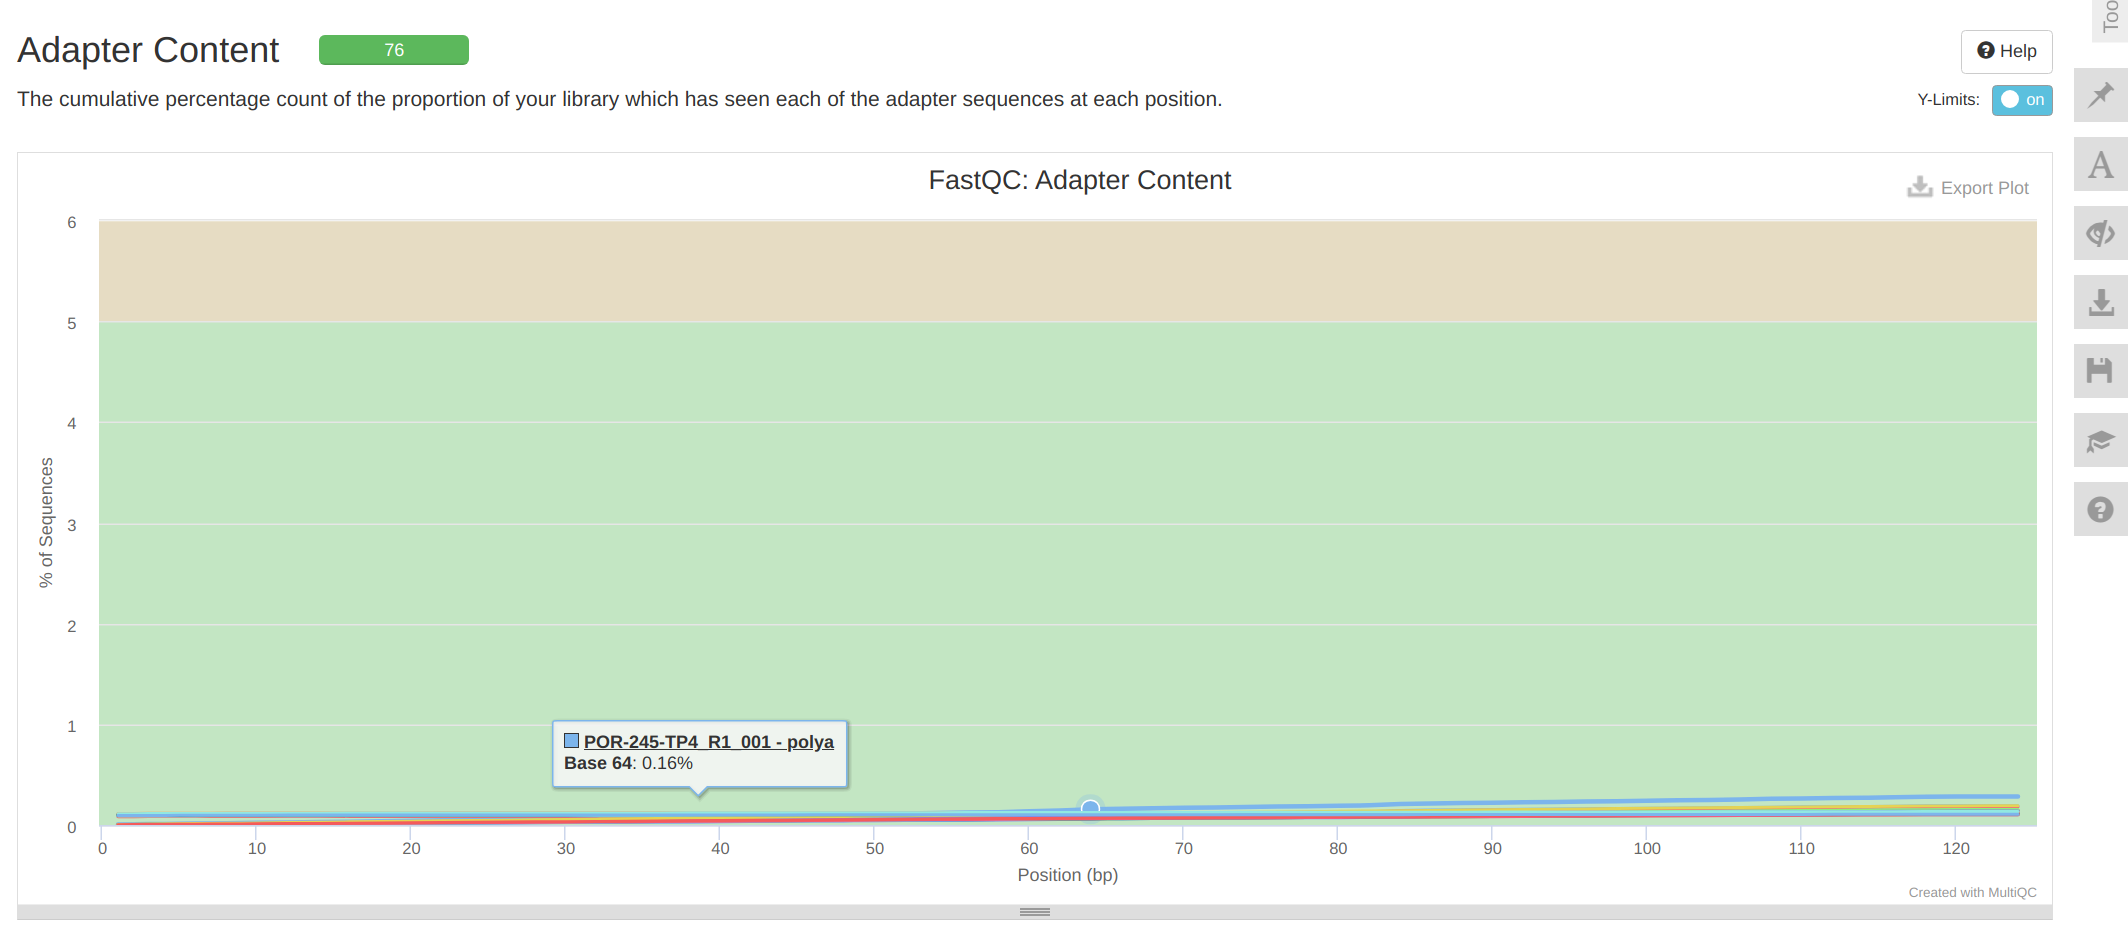 Adapter Content
76
Help
The cumulative percentage count of the proportion of your library which has seen each of the adapter sequences at each position.
Y-Limits: on
FastQC: Adapter Content
Export Plot
6
5
4
3
2
1
0
% of Sequences
POR-245-TP4_R1_001 - polya
Base 64: 0.16%
0 10 20 30 40 50 60 70 80 90 100 110 120
Position (bp)
Created with MultiQC